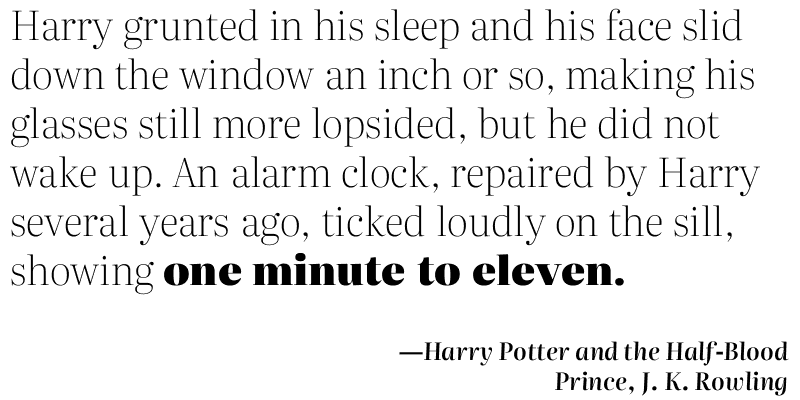 Harry grunted in his sleep and his face slid
down the window an inch or so, making his
glasses still more lopsided, but he did not
wake up. An alarm clock, repaired by Harry
several years ago, ticked loudly on the sill,
showing one minute to eleven.
—Harry Potter and the Half-Blood
Prince, J. K. Rowling